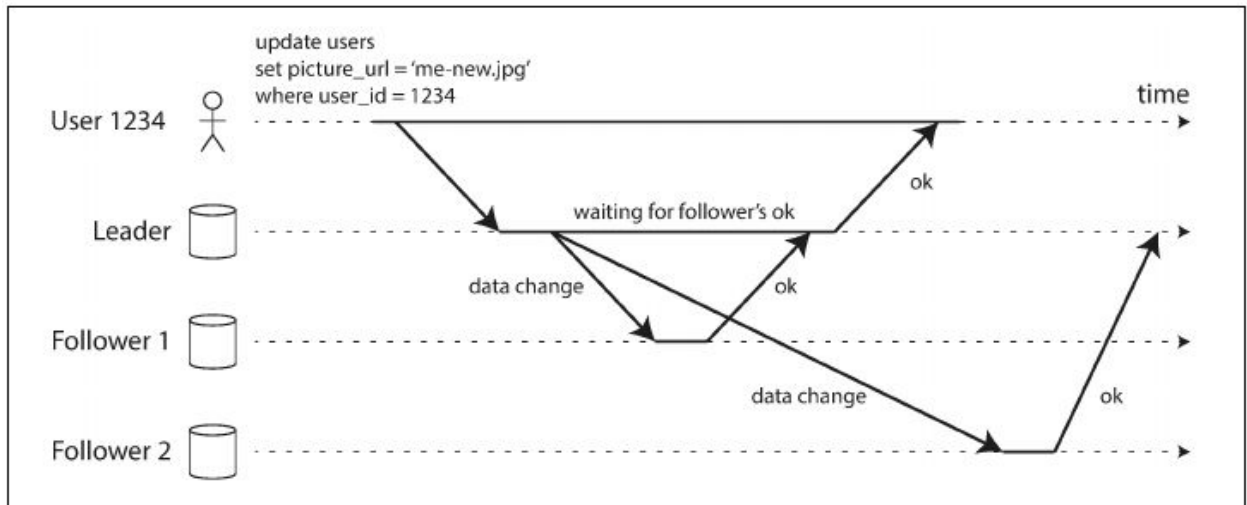 update users
set picture_url = ‘me-new.jpg’
where user_id = 1234
time
User 1234
ok
waiting for follower’s ok
Leader
data change
ok
Follower 1
data change
ok
Follower 2